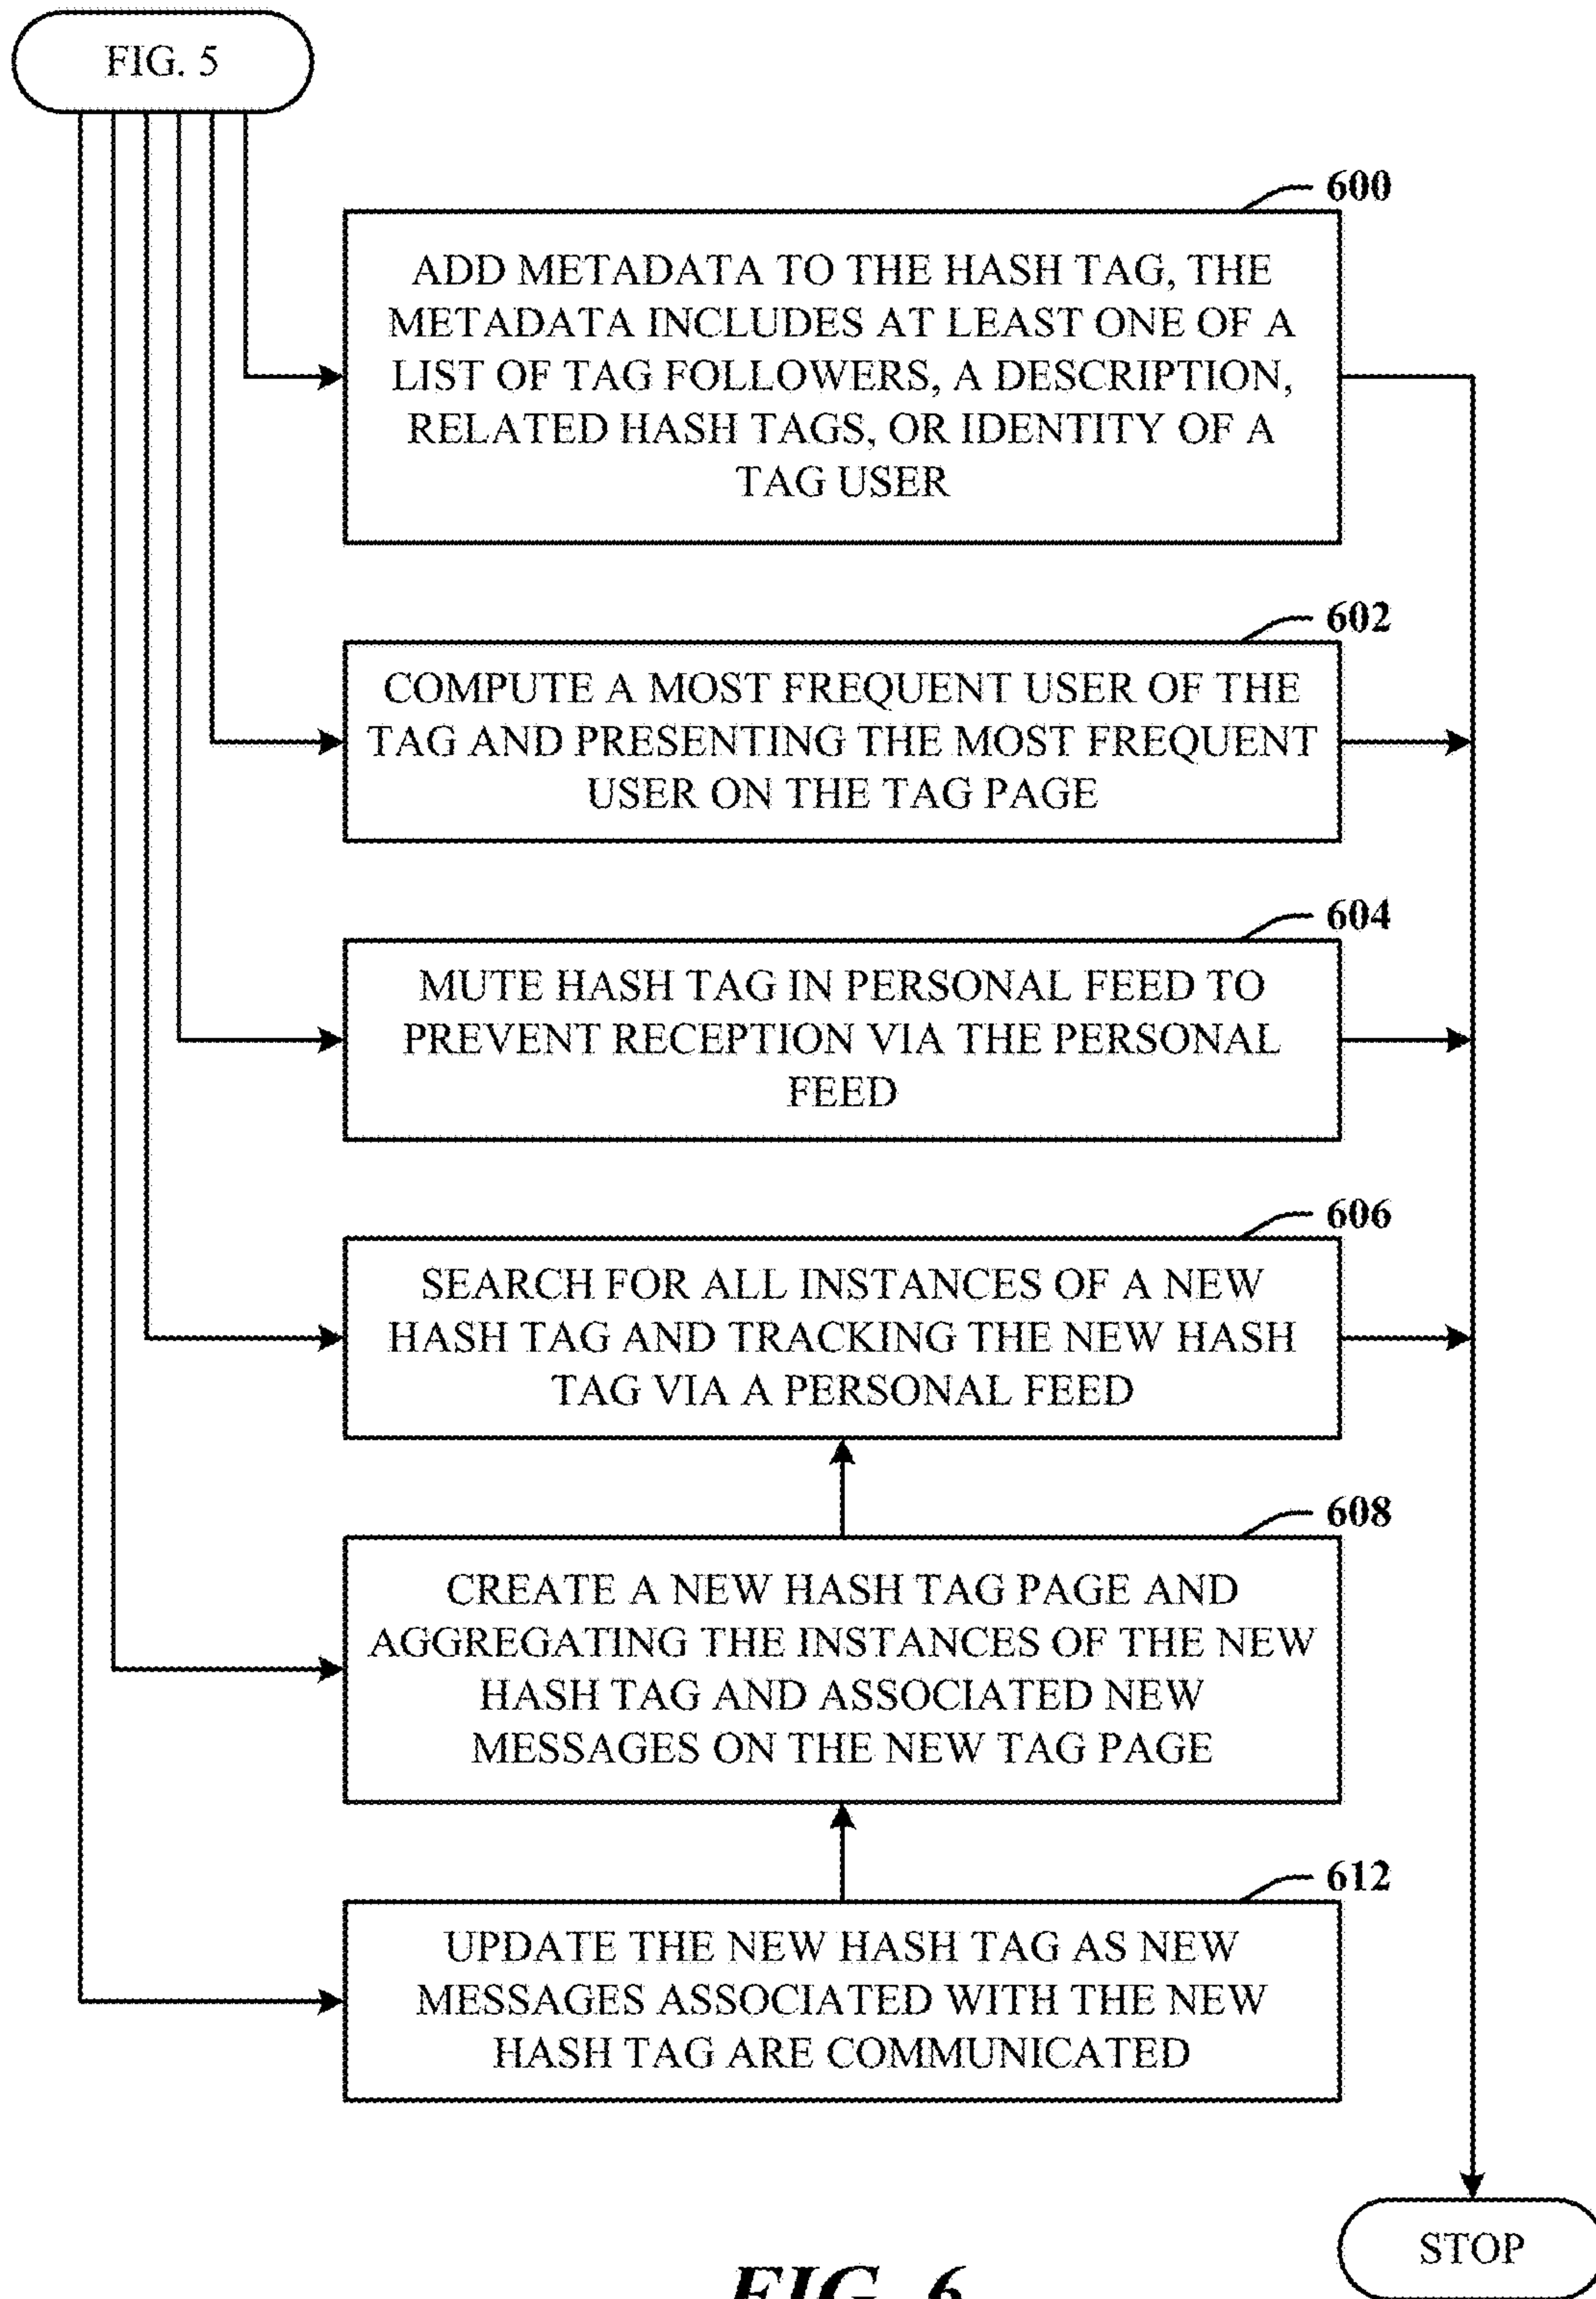 FIG. 5
600
ADD METADATA TO THE HASH TAG, THE
METADATA INCLUDES AT LEAST ONE OF A
LIST OF TAG FOLLOWERS, A DESCRIPTION,
RELATED HASH TAGS, OR IDENTITY OF A
TAG USER
602
COMPUTE A MOST FREQUENT USER OF THE
TAG AND PRESENTING THE MOST FREQUENT
USER ON THE TAG PAGE
604
MUTE HASH TAG IN PERSONAL FEED TO
PREVENT RECEPTION VIA THE PERSONAL
FEED
606
SEARCH FOR ALL INSTANCES OF A NEW
HASH TAG AND TRACKING THE NEW HASH
TAG VIA A PERSONAL FEED
608
CREATE A NEW HASH TAG PAGE AND
AGGREGATING THE INSTANCES OF THE NEW
HASH TAG AND ASSOCIATED NEW
MESSAGES ON THE NEW TAG PAGE
612
UPDATE THE NEW HASH TAG AS NEW
MESSAGES ASSOCIATED WITH THE NEW
HASH TAG ARE COMMUNICATED
STOP
FIG. 6